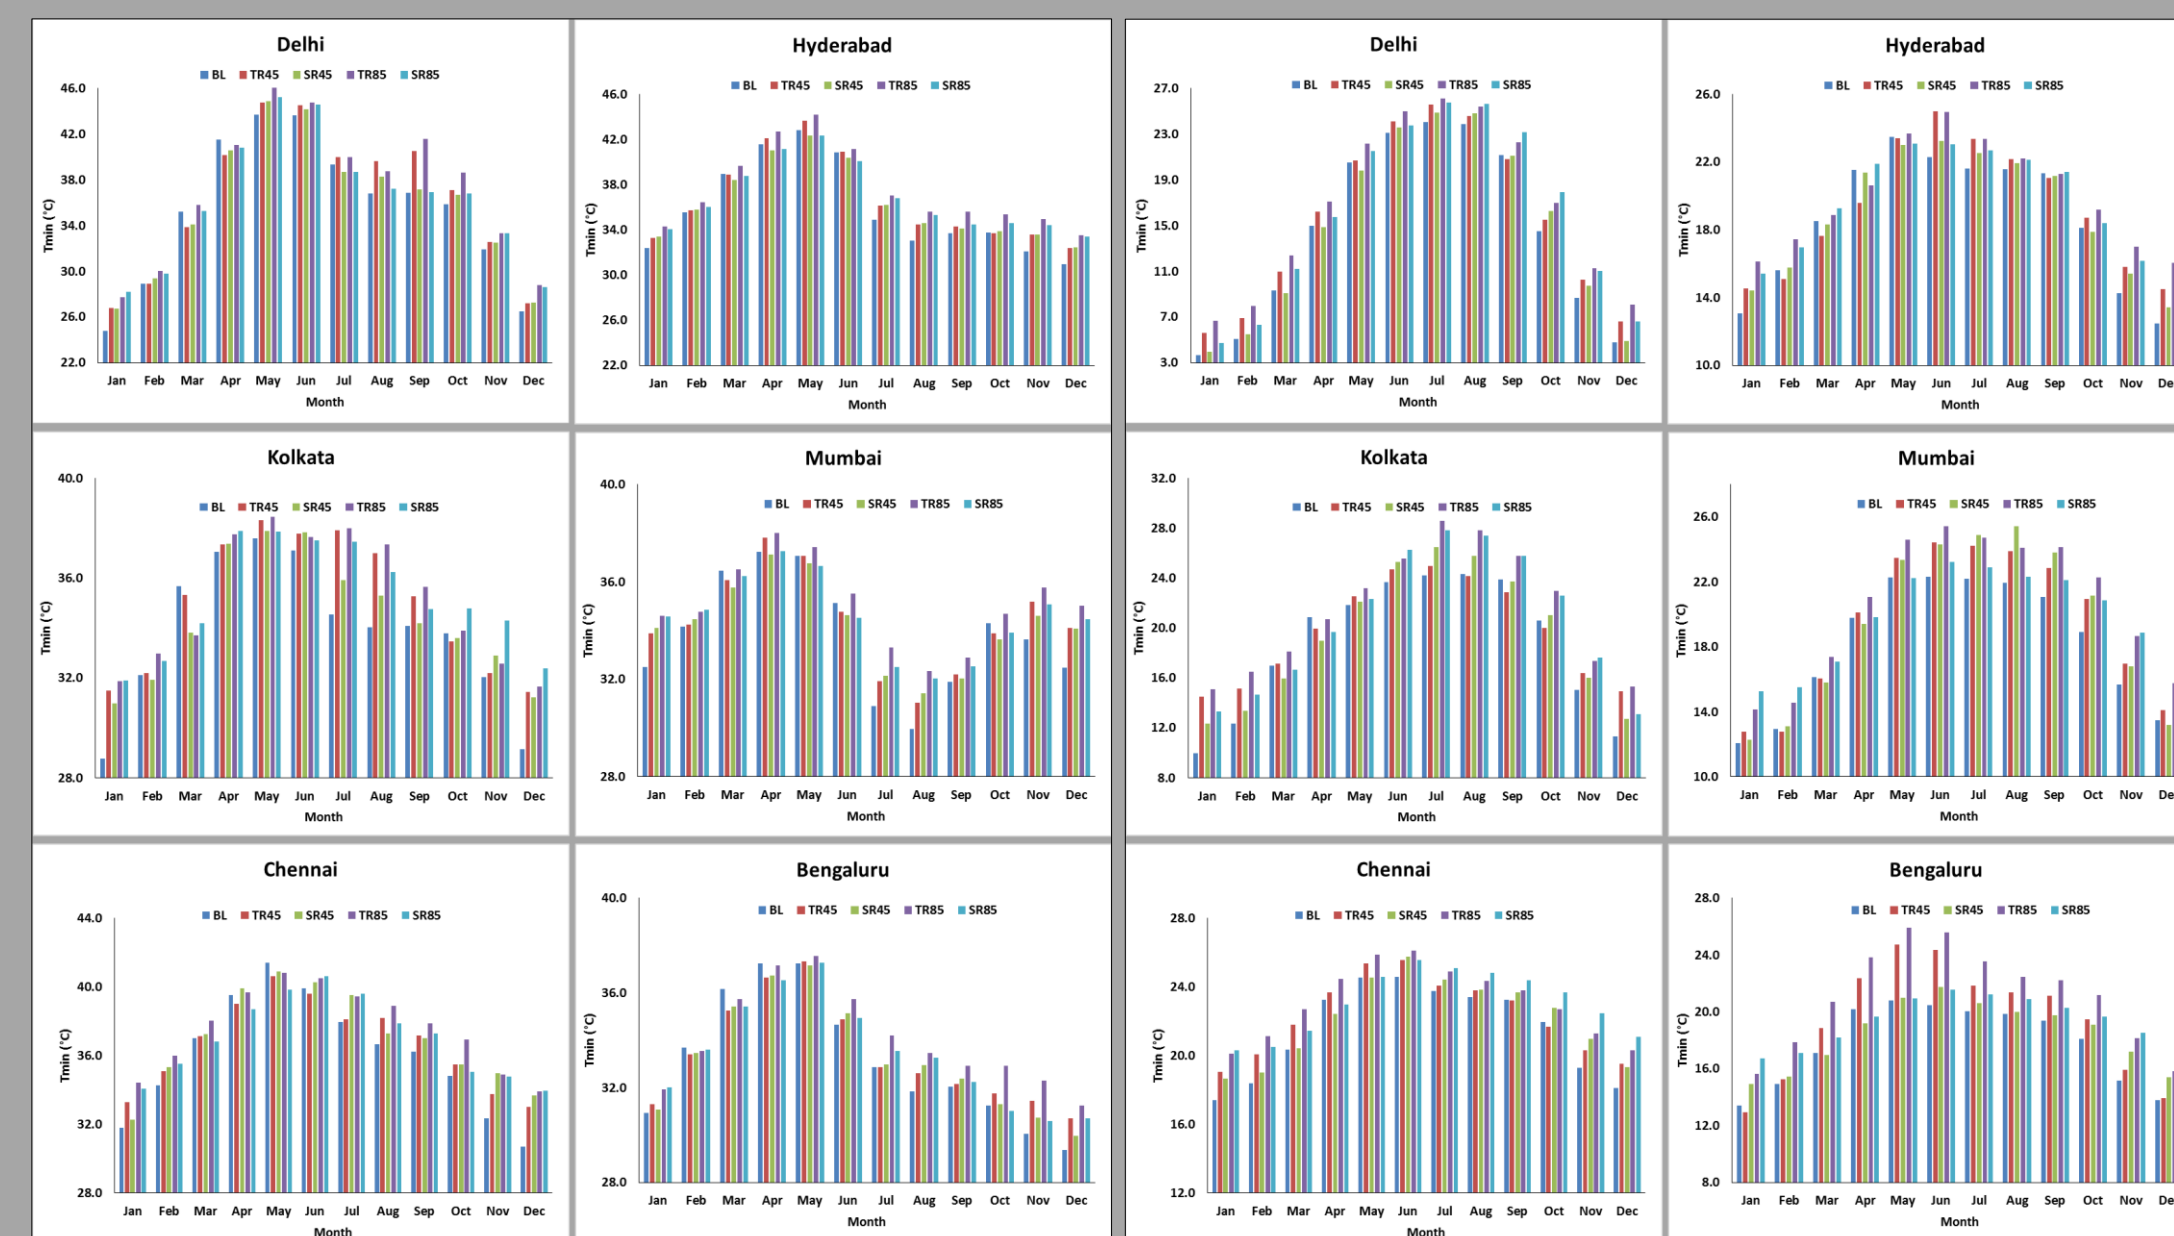 Delhi
BL TR45 SR45 TR85 SR85
46.0
42.0
38.0
34.0
30.0
26.0
22.0
Tmin (°C)
Jan Feb Mar Apr May Jun Jul Aug Sep Oct Nov Dec
Month
Hyderabad
BL TR45 SR45 TR85 SR85
46.0
42.0
38.0
34.0
30.0
26.0
22.0
Tmin (°C)
Jan Feb Mar Apr May Jun Jul Aug Sep Oct Nov Dec
Month
Delhi
BL TR45 SR45 TR85 SR85
27.0
23.0
19.0
15.0
11.0
7.0
3.0
Tmin (°C)
Jan Feb Mar Apr May Jun Jul Aug Sep Oct Nov Dec
Month
Hyderabad
BL TR45 SR45 TR85 SR85
26.0
22.0
18.0
14.0
10.0
Tmin (°C)
Jan Feb Mar Apr May Jun Jul Aug Sep Oct Nov De
Month
Kolkata
BL TR45 SR45 TR85 SR85
40.0
36.0
32.0
28.0
Tmin (°C)
Jan Feb Mar Apr May Jun Jul Aug Sep Oct Nov Dec
Month
Mumbai
BL TR45 SR45 TR85 SR85
40.0
36.0
32.0
28.0
Tmin (°C)
Jan Feb Mar Apr May Jun Jul Aug Sep Oct Nov Dec
Month
Kolkata
BL TR45 SR45 TR85 SR85
32.0
28.0
24.0
20.0
16.0
12.0
8.0
Tmin (°C)
Jan Feb Mar Apr May Jun Jul Aug Sep Oct Nov Dec
Month
Mumbai
BL TR45 SR45 TR85 SR85
26.0
22.0
18.0
14.0
10.0
Tmin (°C)
Jan Feb Mar Apr May Jun Jul Aug Sep Oct Nov De
Month
Chennai
BL TR45 SR45 TR85 SR85
44.0
40.0
36.0
32.0
28.0
Tmin (°C)
Jan Feb Mar Apr May Jun Jul Aug Sep Oct Nov Dec
Month
Bengaluru
BL TR45 SR45 TR85 SR85
40.0
36.0
32.0
28.0
Tmin (°C)
Jan Feb Mar Apr May Jun Jul Aug Sep Oct Nov Dec
Month
Chennai
BL TR45 SR45 TR85 SR85
28.0
24.0
20.0
16.0
12.0
Tmin (°C)
Jan Feb Mar Apr May Jun Jul Aug Sep Oct Nov Dec
Month
Bengaluru
BL TR45 SR45 TR85 SR85
28.0
24.0
20.0
16.0
12.0
8.0
Tmin (°C)
Jan Feb Mar Apr May Jun Jul Aug Sep Oct Nov De
Month